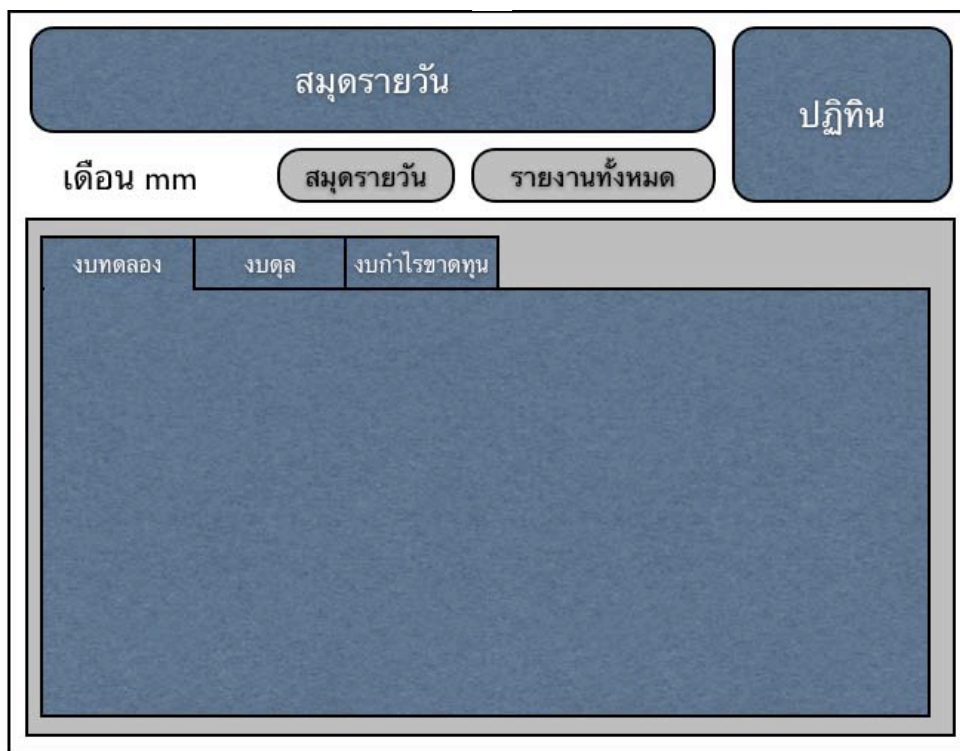 สมุดรายวัน
ปฏิทิน
เดือน mm
สมุดรายวัน
รายงานทั้งหมด
งบทดลอง
งบดุล
งบกำไรขาดทุน